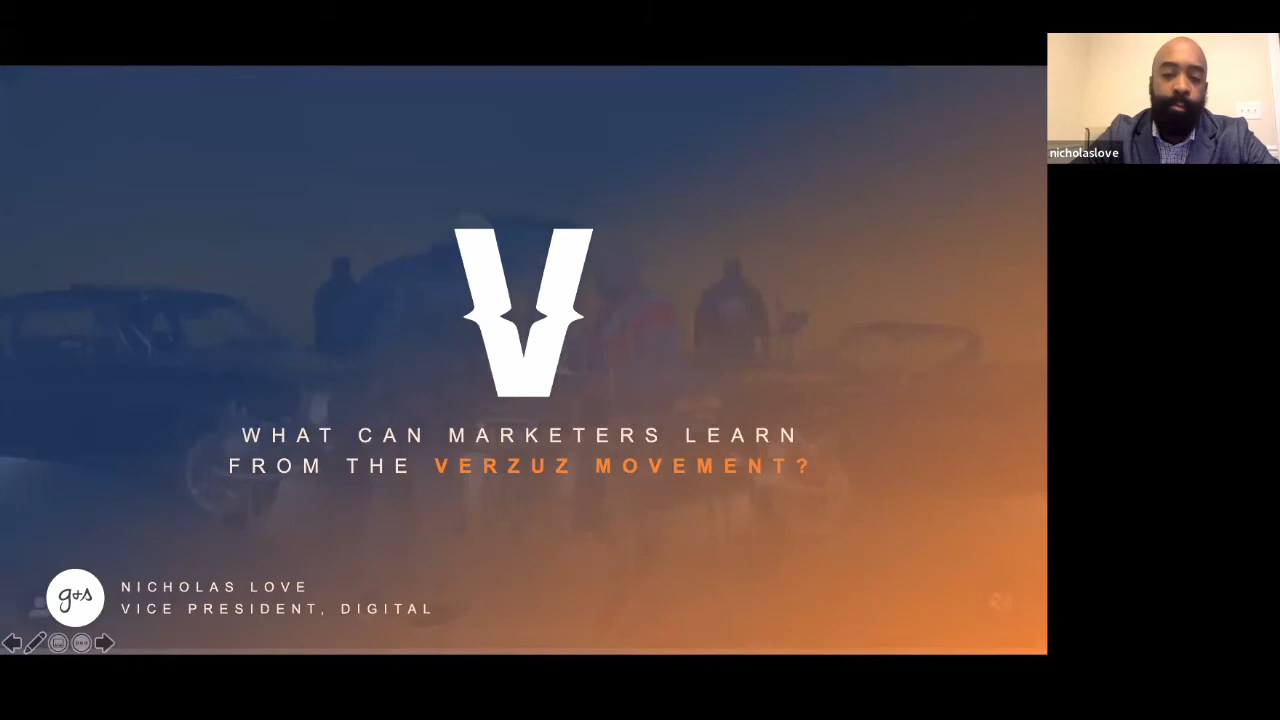 V
WHAT CAN MARKETERS LEARN
FROM THE VERZUZ MOVEMENT?
g+s
NICHOLAS LOVE
VICE PRESIDENT, DIGITAL
nicholaslove